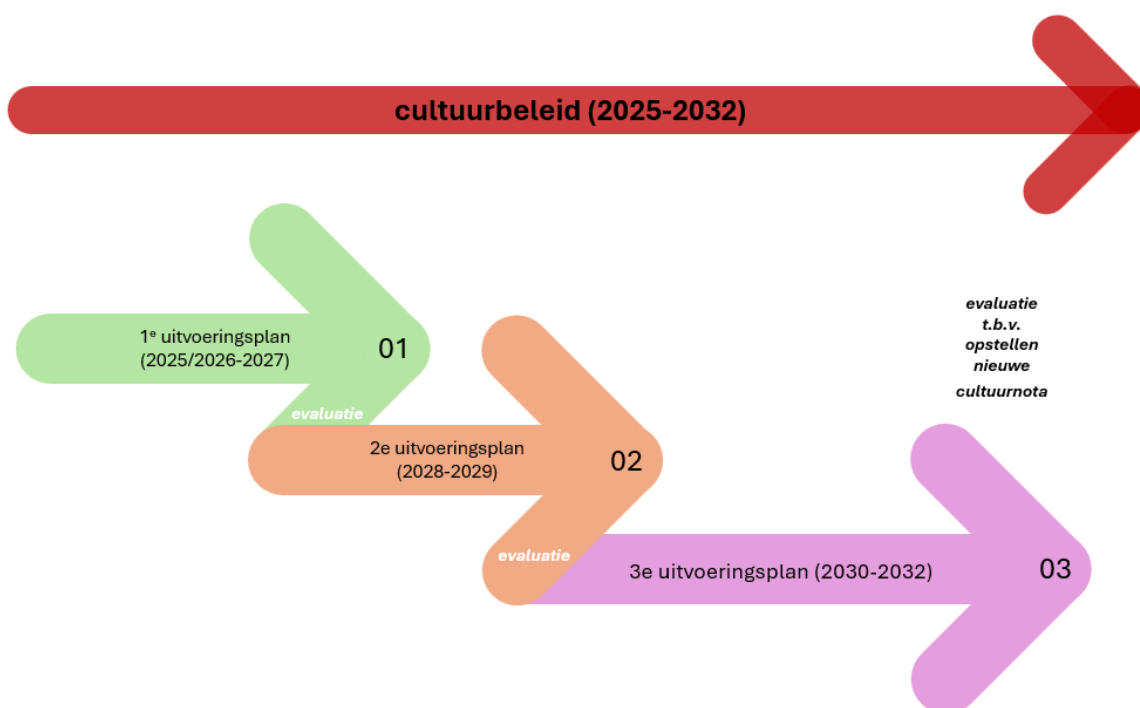 cultuurbeleid (2025-2032)
1ᵉ uitvoeringsplan
(2025/2026-2027)
01
evaluatie
2e uitvoeringsplan
(2028-2029)
02
evaluatie
3e uitvoeringsplan (2030-2032)
03
evaluatie
t.b.v.
opstellen
nieuwe
cultuurnota